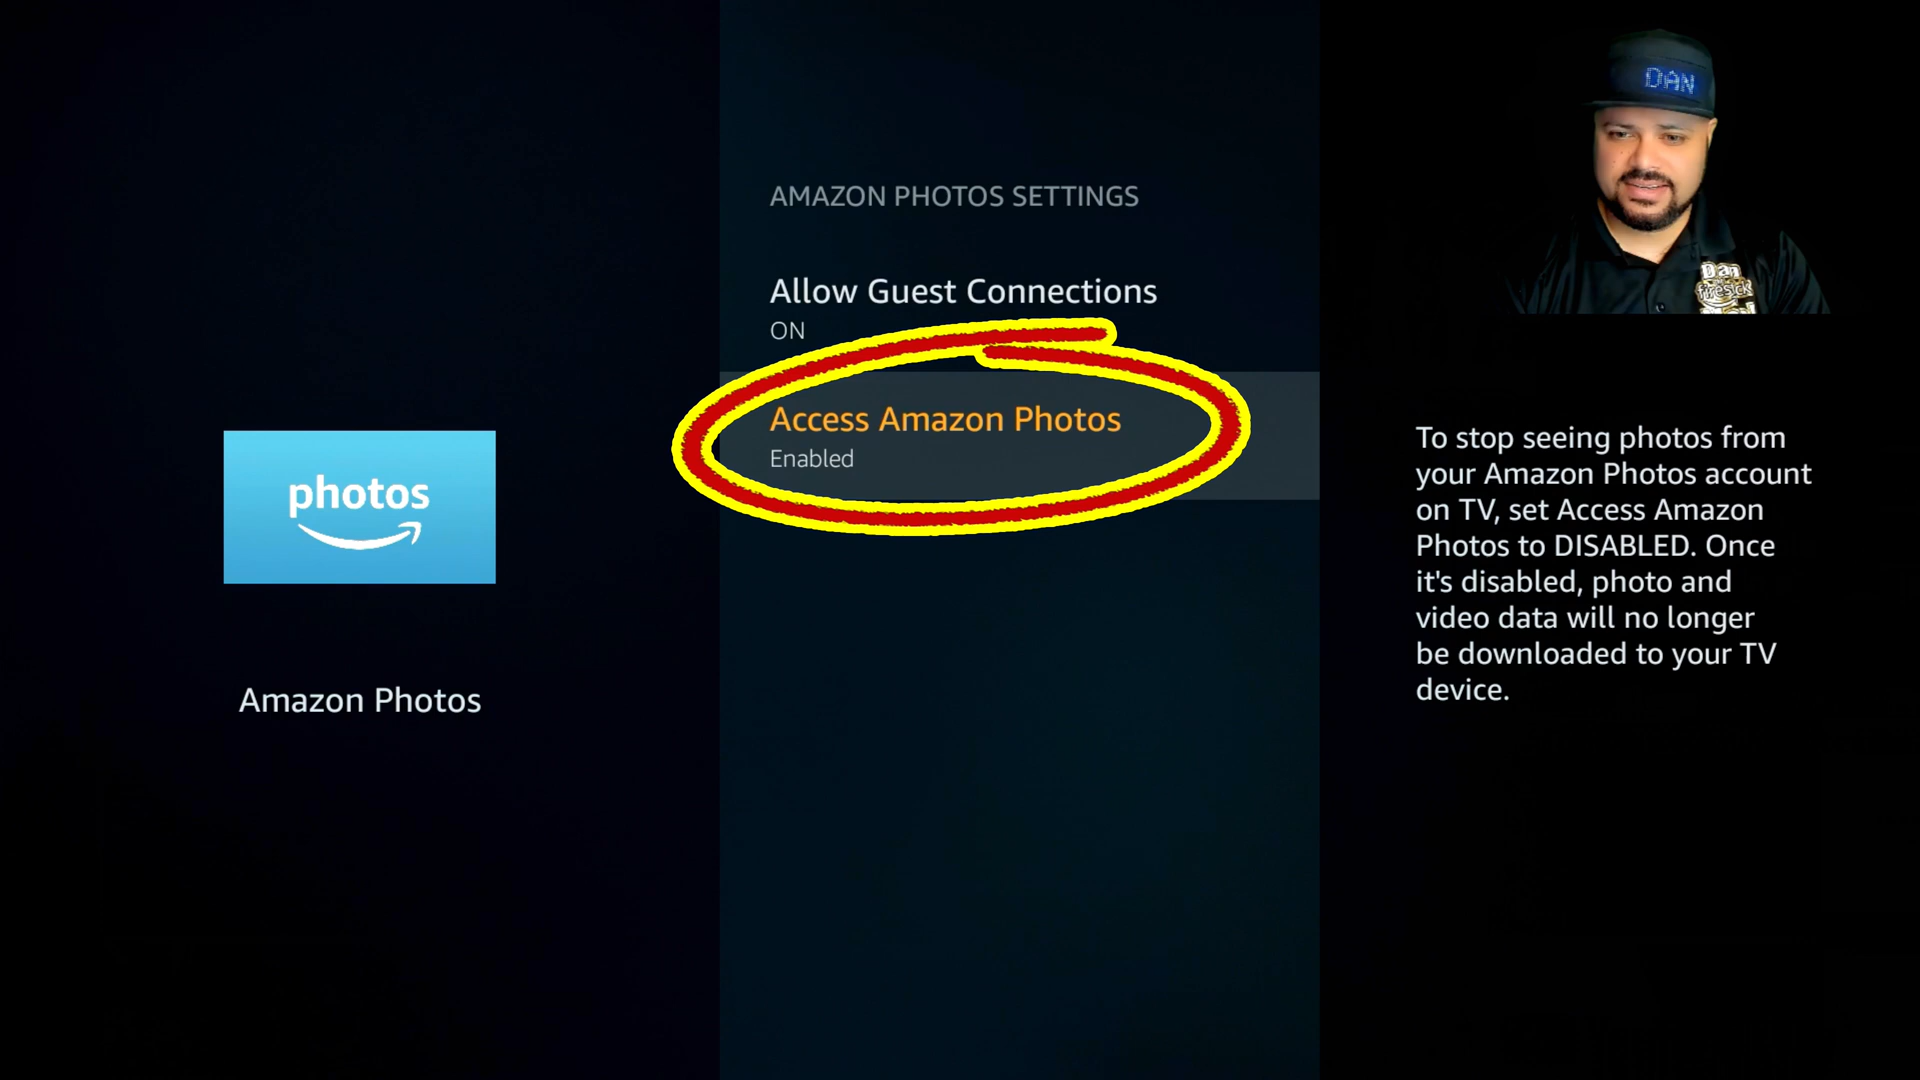 DAN
AMAZON PHOTOS SETTINGS
Allow Guest Connections
ON
Access Amazon Photos
Enabled
photos
Amazon Photos
To stop seeing photos from
your Amazon Photos account
on TV, set Access Amazon
Photos to DISABLED. Once
it's disabled, photo and
video data will no longer
be downloaded to your TV
device.
Dan
firesick